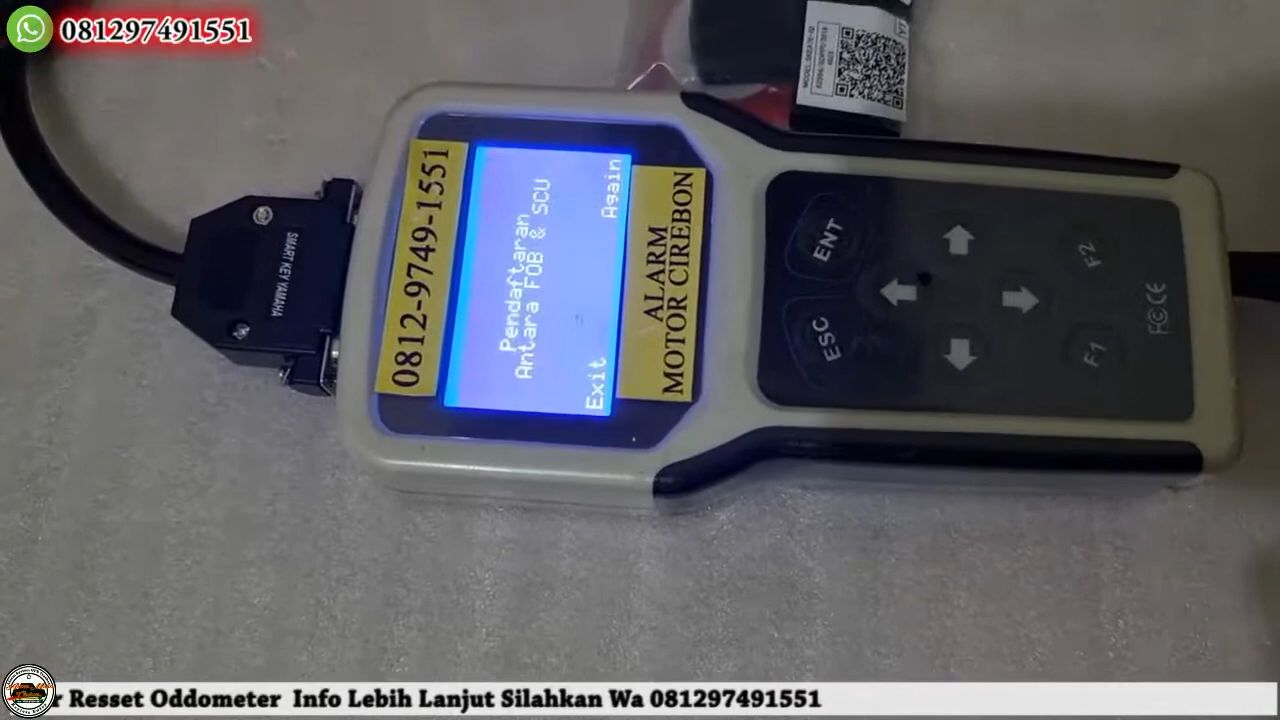 081297491551
0812-9749-1551
Pendaftaran
Antara FOB & SCU
Exit
Again
ALARM
MOTOR CIREBON
SMART KEY YAMAHA
ENT
ESC
F2
F1
FC CE
r Resset Oddometer Info Lebih Lanjut Silahkan Wa 081297491551